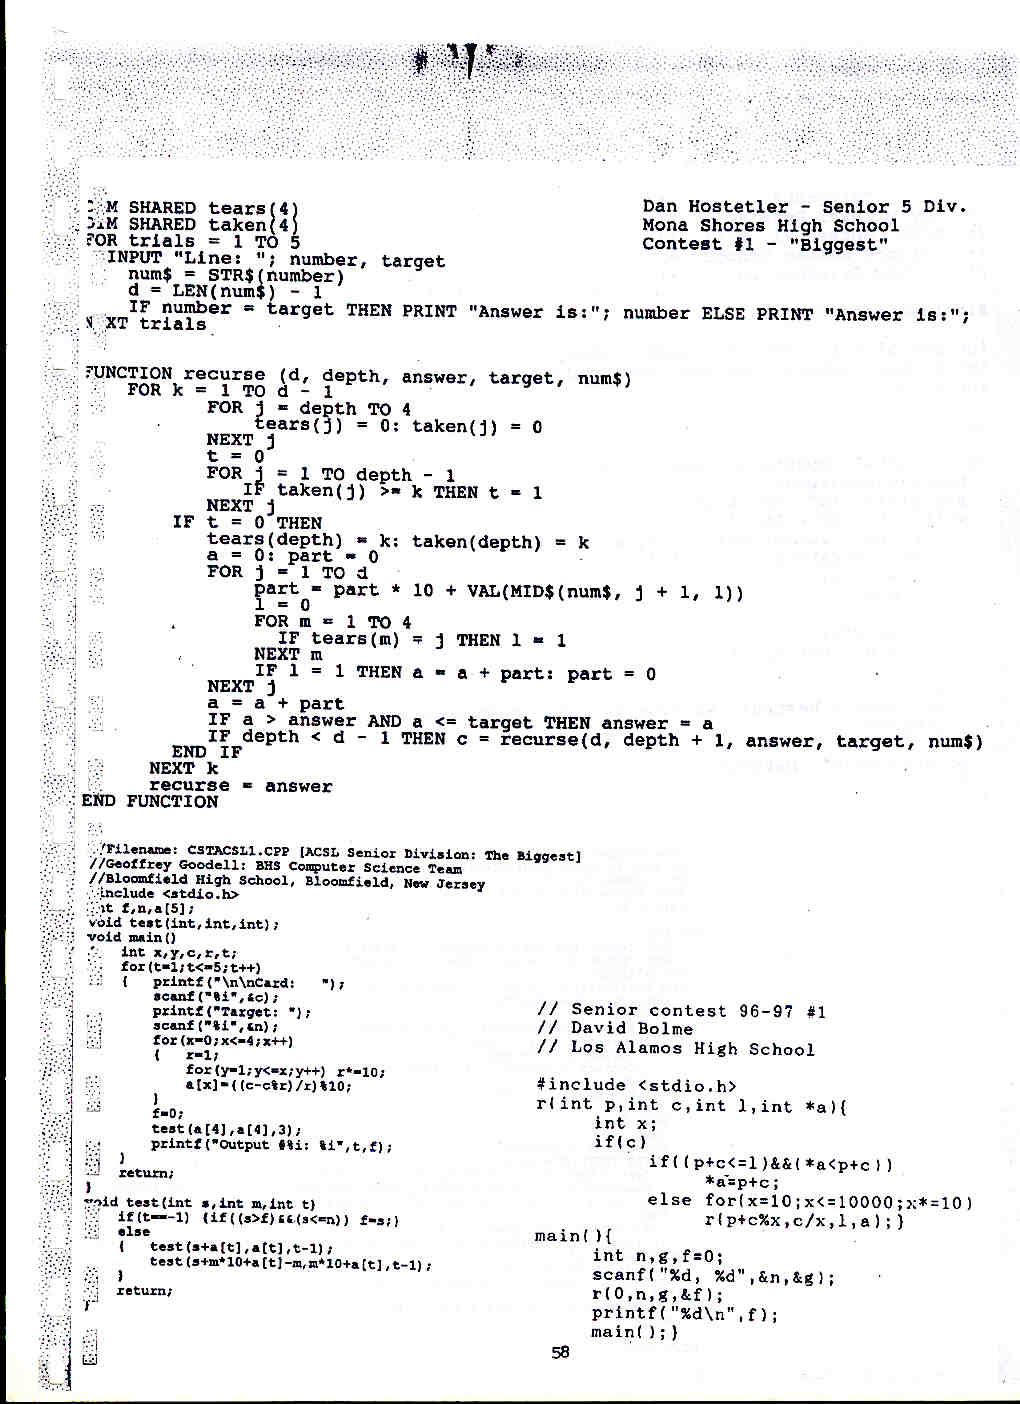 DIM SHARED tears(4)
DIM SHARED taken(4)
FOR trials = 1 TO 5
INPUT "Line: "; number, target
num$ = STR$(number)
d = LEN(num$) - 1
IF number = target THEN PRINT "Answer is:"; number ELSE PRINT "Answer is:";
NEXT trials
Dan Hostetler - Senior 5 Div.
Mona Shores High School
Contest #1 - "Biggest"
FUNCTION recurse (d, depth, answer, target, num$)
FOR k = 1 TO d - 1
FOR j = depth TO 4
tears(j) = 0: taken(j) = 0
NEXT j
t = 0
FOR j = 1 TO depth - 1
IF taken(j) >= k THEN t = 1
NEXT j
IF t = 0 THEN
tears(depth) = k: taken(depth) = k
a = 0: part = 0
FOR j = 1 TO d
part = part * 10 + VAL(MID$(num$, j + 1, 1))
l = 0
FOR m = 1 TO 4
IF tears(m) = j THEN l = 1
NEXT m
IF l = 1 THEN a = a + part: part = 0
NEXT j
a = a + part
IF a > answer AND a <= target THEN answer = a
IF depth < d - 1 THEN c = recurse(d, depth + 1, answer, target, num$)
END IF
NEXT k
recurse = answer
END FUNCTION
//Filename: CSTACSL1.CPP [ACSL Senior Division: The Biggest]
//Geoffrey Goodell: BHS Computer Science Team
//Bloomfield High School, Bloomfield, New Jersey
#include <stdio.h>
int f,n,a[5];
void test(int,int,int);
void main()
int x,y,c,r,t;
for(t=1;t<=5;t++)
{ printf("\n\nCard: ");
scanf("%i",&c);
printf("Target: ");
scanf("%i",&n);
for(x=0;x<=4;x++)
{ r=1;
for(y=1;y<=x;y++) r*=10;
a[x]=((c-c%r)/r)%10;
}
f=0;
test(a[4],a[4],3);
printf("Output #%i: %i",t,f);
}
return;
}
void test(int s,int m,int t)
if(t==-1) {if((s>f)&&(s<=n)) f=s;}
else
{ test(s+a[t],a[t],t-1);
test(s+m*10+a[t]-m,m*10+a[t],t-1);
}
return;
}
// Senior contest 96-97 #1
// David Bolme
// Los Alamos High School
#include <stdio.h>
r(int p,int c,int l,int *a){
int x;
if(c)
if((p+c<=l)&&(*a<p+c))
*a=p+c;
else for(x=10;x<=10000;x*=10)
r(p+c%x,c/x,l,a);}
main(){
int n,g,f=0;
scanf("%d, %d",&n,&g);
r(0,n,g,&f);
printf("%d\n",f);
main();}
58